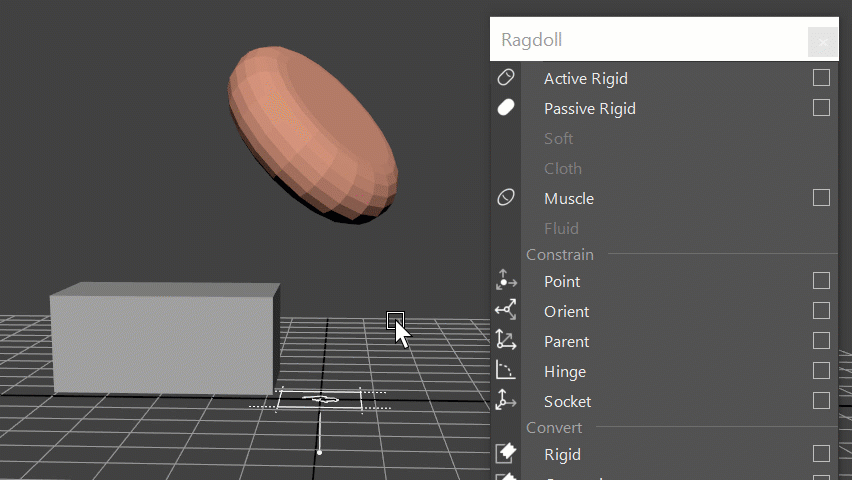 Ragdoll
Active Rigid
Passive Rigid
Soft
Cloth
Muscle
Fluid
Constrain
Point
Orient
Parent
Hinge
Socket
Convert
Rigid